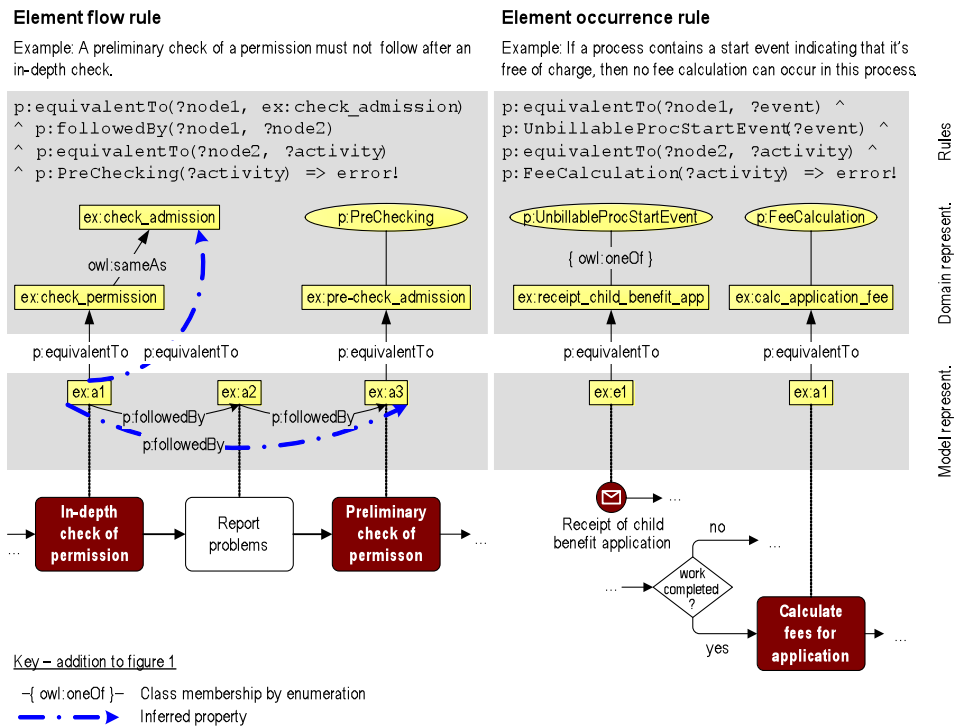 Element flow rule
Example: A preliminary check of a permission must not follow after an
in-depth check.
p:equivalentTo(?node1, ex:check_admission)
^ p:followedBy(?node1, ?node2)
^ p:equivalentTo(?node2, ?activity)
^ p:PreChecking(?activity) => error!
ex:check_admission
p:PreChecking
owl:sameAs
ex:check_permission
ex:pre-check_admission
p:equivalentTo
p:equivalentTo
p:equivalentTo
ex:a1
ex:a2
ex:a3
p:followedBy
p:followedBy
p:followedBy
In-depth
check of
permission
Report
problems
Preliminary
check of
permisson
...
...
Element occurrence rule
Example: If a process contains a start event indicating that it's
free of charge, then no fee calculation can occur in this process.
p:equivalentTo(?node1, ?event) ^
p:UnbillableProcStartEvent(?event) ^
p:equivalentTo(?node2, ?activity) ^
p:FeeCalculation(?activity) => error!
p:UnbillableProcStartEvent
p:FeeCalculation
{ owl:oneOf }
ex:receipt_child_benefit_app
ex:calc_application_fee
p:equivalentTo
p:equivalentTo
ex:e1
ex:a1
...
Receipt of child
benefit application
no
...
...
work
completed
?
yes
Calculate
fees for
application
...
Rules
Domain represent.
Model represent.
Key – addition to figure 1
–{ owl:oneOf }– Class membership by enumeration
Inferred property